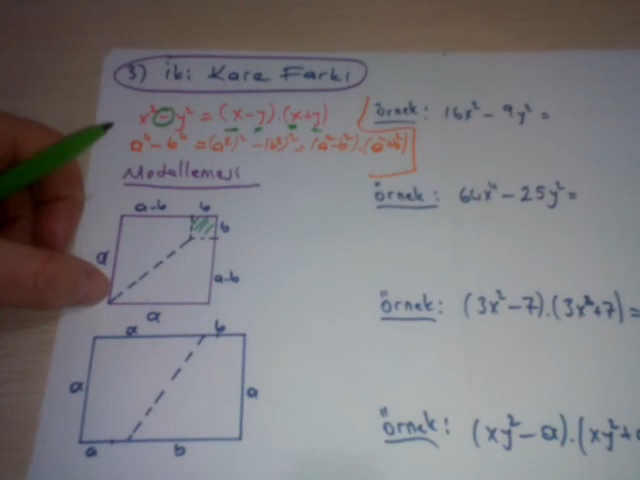 3) İki Kare Farkı
x² - y² = (x - y).(x + y)
a⁴ - b⁴ = (a²)² - (b²)² = (a² - b²).(a² + b²)
Modellemesi
a-b b
b
a
a-b
a
a b
a a
a b
Örnek: 16x² - 9y² =
Örnek: 64x⁴ - 25y² =
Örnek: (3x² - 7).(3x² + 7) =
Örnek: (xy² - a).(xy² +